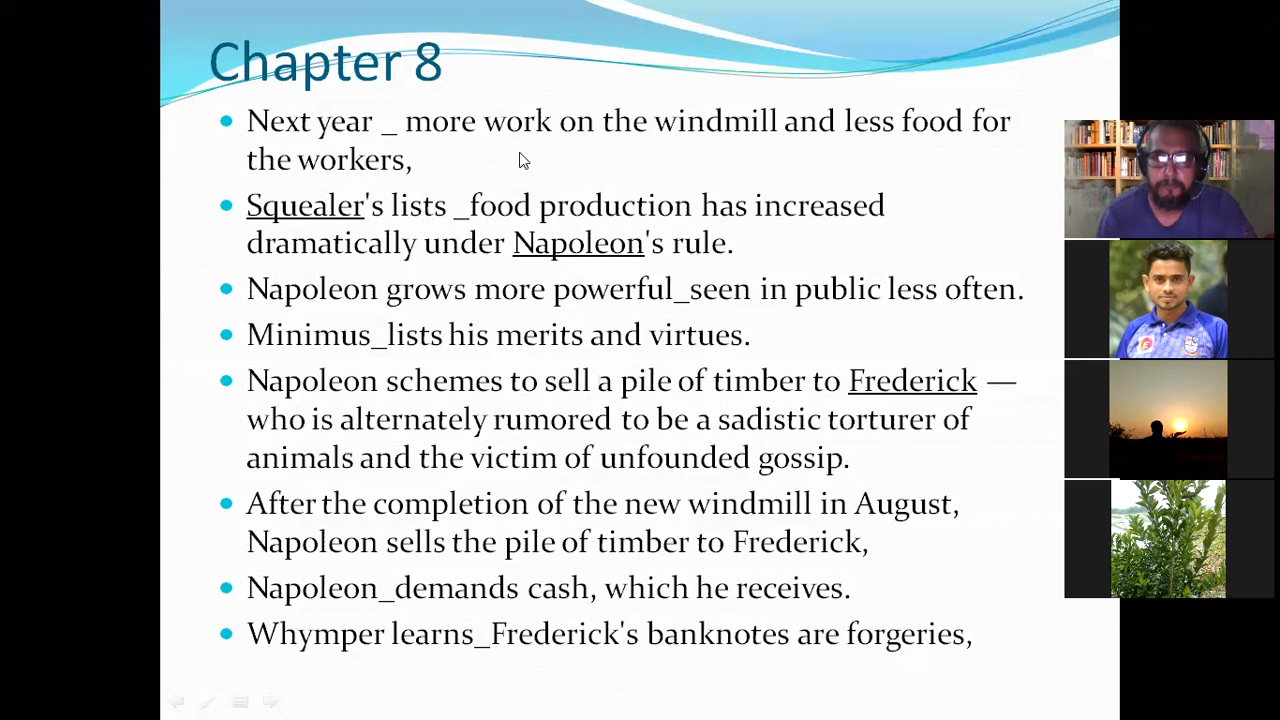 Chapter 8
Next year _ more work on the windmill and less food for
the workers,
Squealer's lists _food production has increased
dramatically under Napoleon's rule.
Napoleon grows more powerful_seen in public less often.
Minimus_lists his merits and virtues.
Napoleon schemes to sell a pile of timber to Frederick —
who is alternately rumored to be a sadistic torturer of
animals and the victim of unfounded gossip.
After the completion of the new windmill in August,
Napoleon sells the pile of timber to Frederick,
Napoleon_demands cash, which he receives.
Whymper learns_Frederick's banknotes are forgeries,